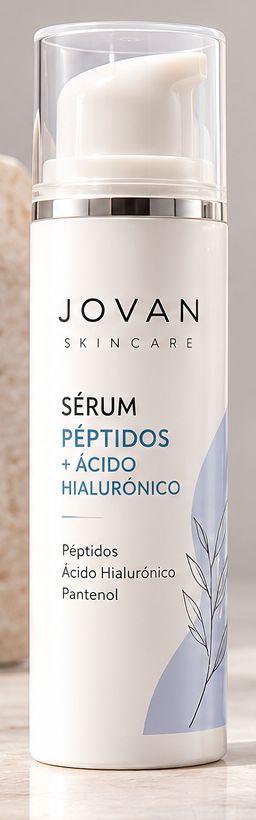 JOVAN
SKINCARE
SÉRUM
PÉPTIDOS
+ ÁCIDO
HIALURÓNICO
Péptidos
Ácido Hialurónico
Pantenol